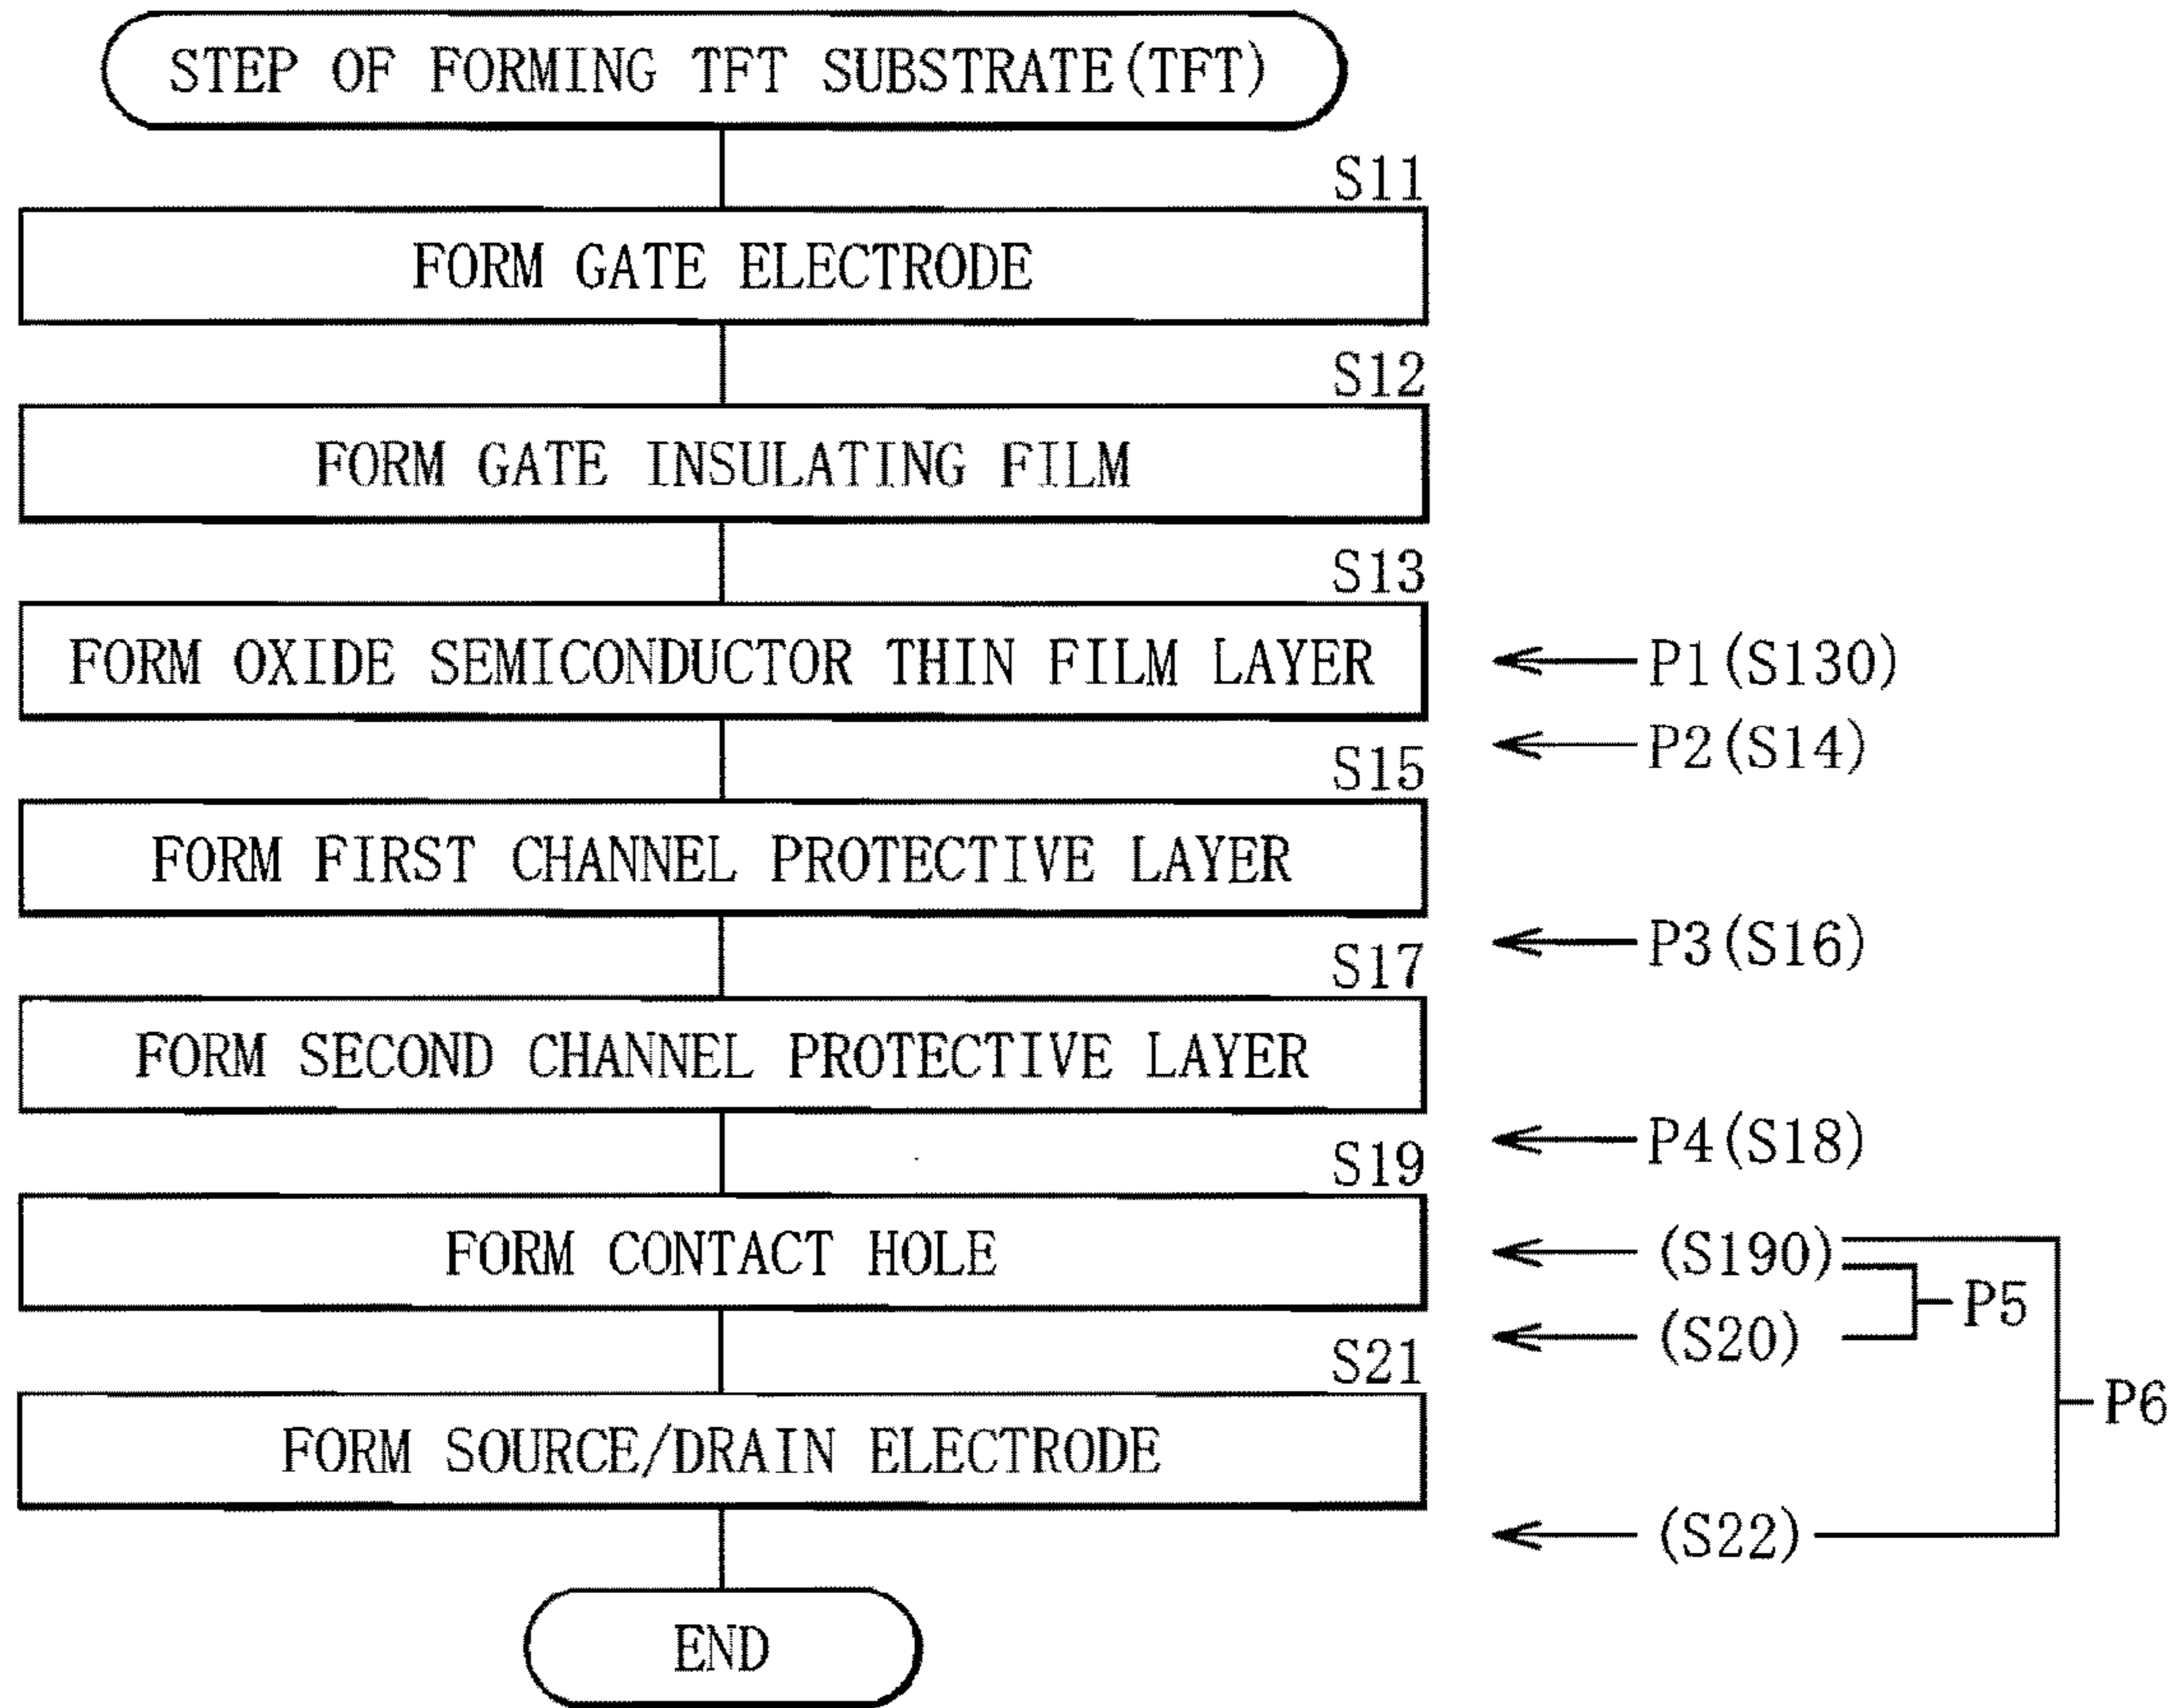 STEP OF FORMING TFT SUBSTRATE(TFT)
S11
FORM GATE ELECTRODE
S12
FORM GATE INSULATING FILM
S13
FORM OXIDE SEMICONDUCTOR THIN FILM LAYER
P1(S130)
P2(S14)
S15
FORM FIRST CHANNEL PROTECTIVE LAYER
P3(S16)
S17
FORM SECOND CHANNEL PROTECTIVE LAYER
P4(S18)
S19
FORM CONTACT HOLE
(S190)
P5
(S20)
S21
P6
FORM SOURCE/DRAIN ELECTRODE
(S22)
END